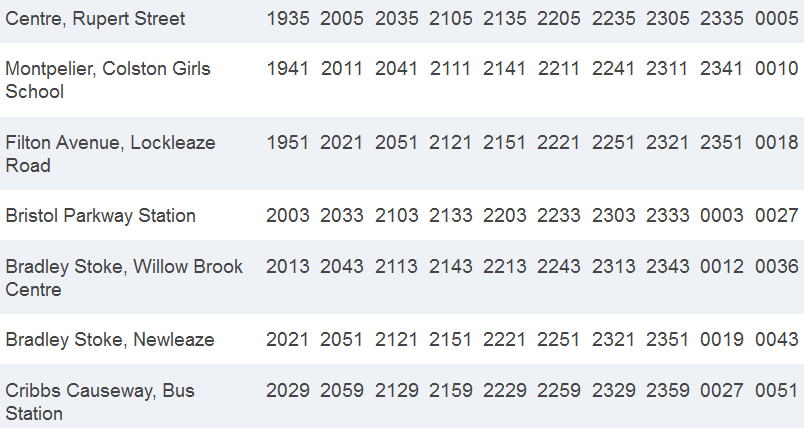 Centre, Rupert Street 1935 2005 2035 2105 2135 2205 2235 2305 2335 0005
Montpelier, Colston Girls 1941 2011 2041 2111 2141 2211 2241 2311 2341 0010
School
Filton Avenue, Lockleaze 1951 2021 2051 2121 2151 2221 2251 2321 2351 0018
Road
Bristol Parkway Station 2003 2033 2103 2133 2203 2233 2303 2333 0003 0027
Bradley Stoke, Willow Brook 2013 2043 2113 2143 2213 2243 2313 2343 0012 0036
Centre
Bradley Stoke, Newleaze 2021 2051 2121 2151 2221 2251 2321 2351 0019 0043
Cribbs Causeway, Bus 2029 2059 2129 2159 2229 2259 2329 2359 0027 0051
Station